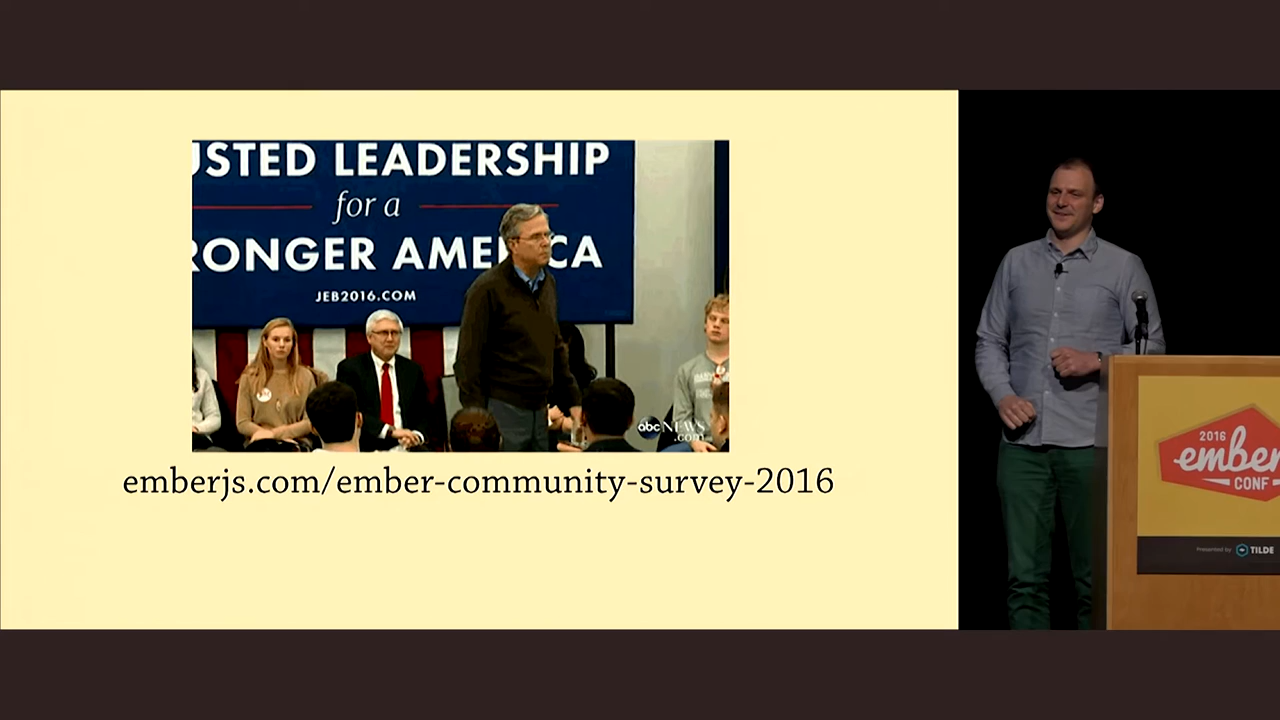 USTED LEADERSHIP
for a
RONGER AMERICA
JEB2016.COM
abc NEWS
.com
emberjs.com/ember-community-survey-2016
2016
ember
CONF
Presented by TILDE